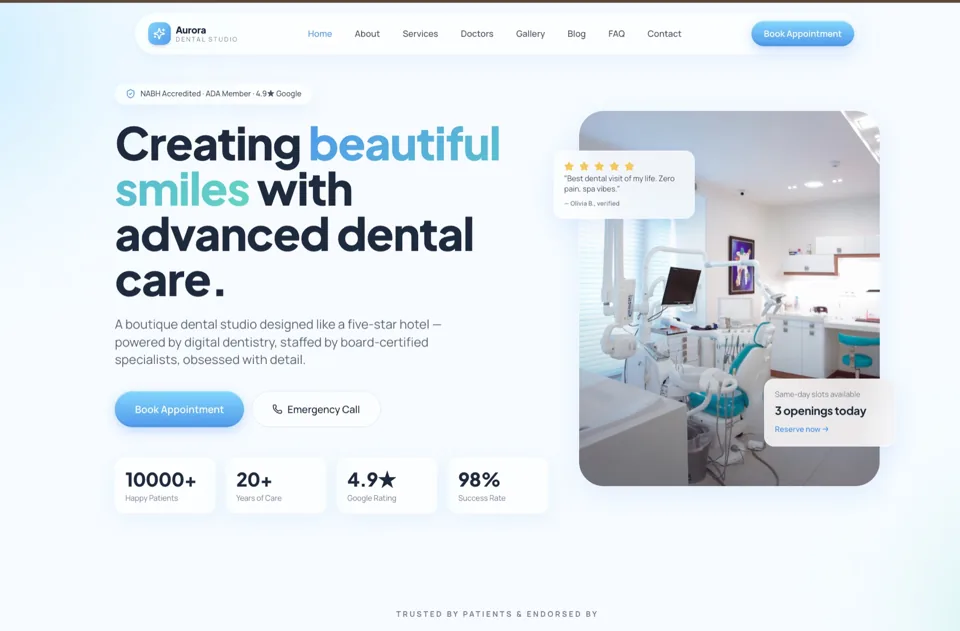 Aurora
DENTAL STUDIO
Home
About
Services
Doctors
Gallery
Blog
FAQ
Contact
Book Appointment
NABH Accredited · ADA Member · 4.9★ Google
Creating beautiful
smiles with
advanced dental
care.
A boutique dental studio designed like a five-star hotel —
powered by digital dentistry, staffed by board-certified
specialists, obsessed with detail.
Book Appointment
Emergency Call
10000+
Happy Patients
20+
Years of Care
4.9★
Google Rating
98%
Success Rate
"Best dental visit of my life. Zero
pain, spa vibes."
— Olivia B., verified
Same-day slots available
3 openings today
Reserve now →
TRUSTED BY PATIENTS & ENDORSED BY